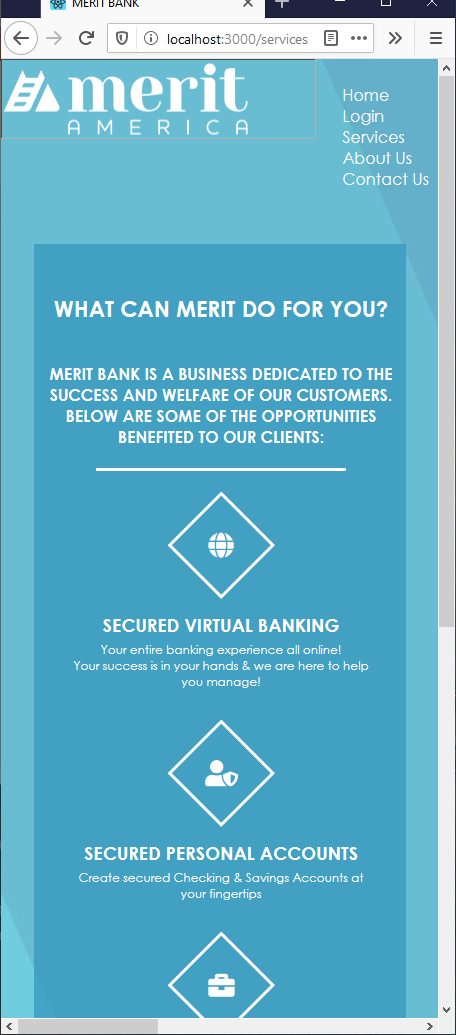 MERIT BANK
localhost:3000/services
merit
AMERICA
Home
Login
Services
About Us
Contact Us
WHAT CAN MERIT DO FOR YOU?
MERIT BANK IS A BUSINESS DEDICATED TO THE
SUCCESS AND WELFARE OF OUR CUSTOMERS.
BELOW ARE SOME OF THE OPPORTUNITIES
BENEFITED TO OUR CLIENTS:
SECURED VIRTUAL BANKING
Your entire banking experience all online!
Your success is in your hands & we are here to help
you manage!
SECURED PERSONAL ACCOUNTS
Create secured Checking & Savings Accounts at
your fingertips